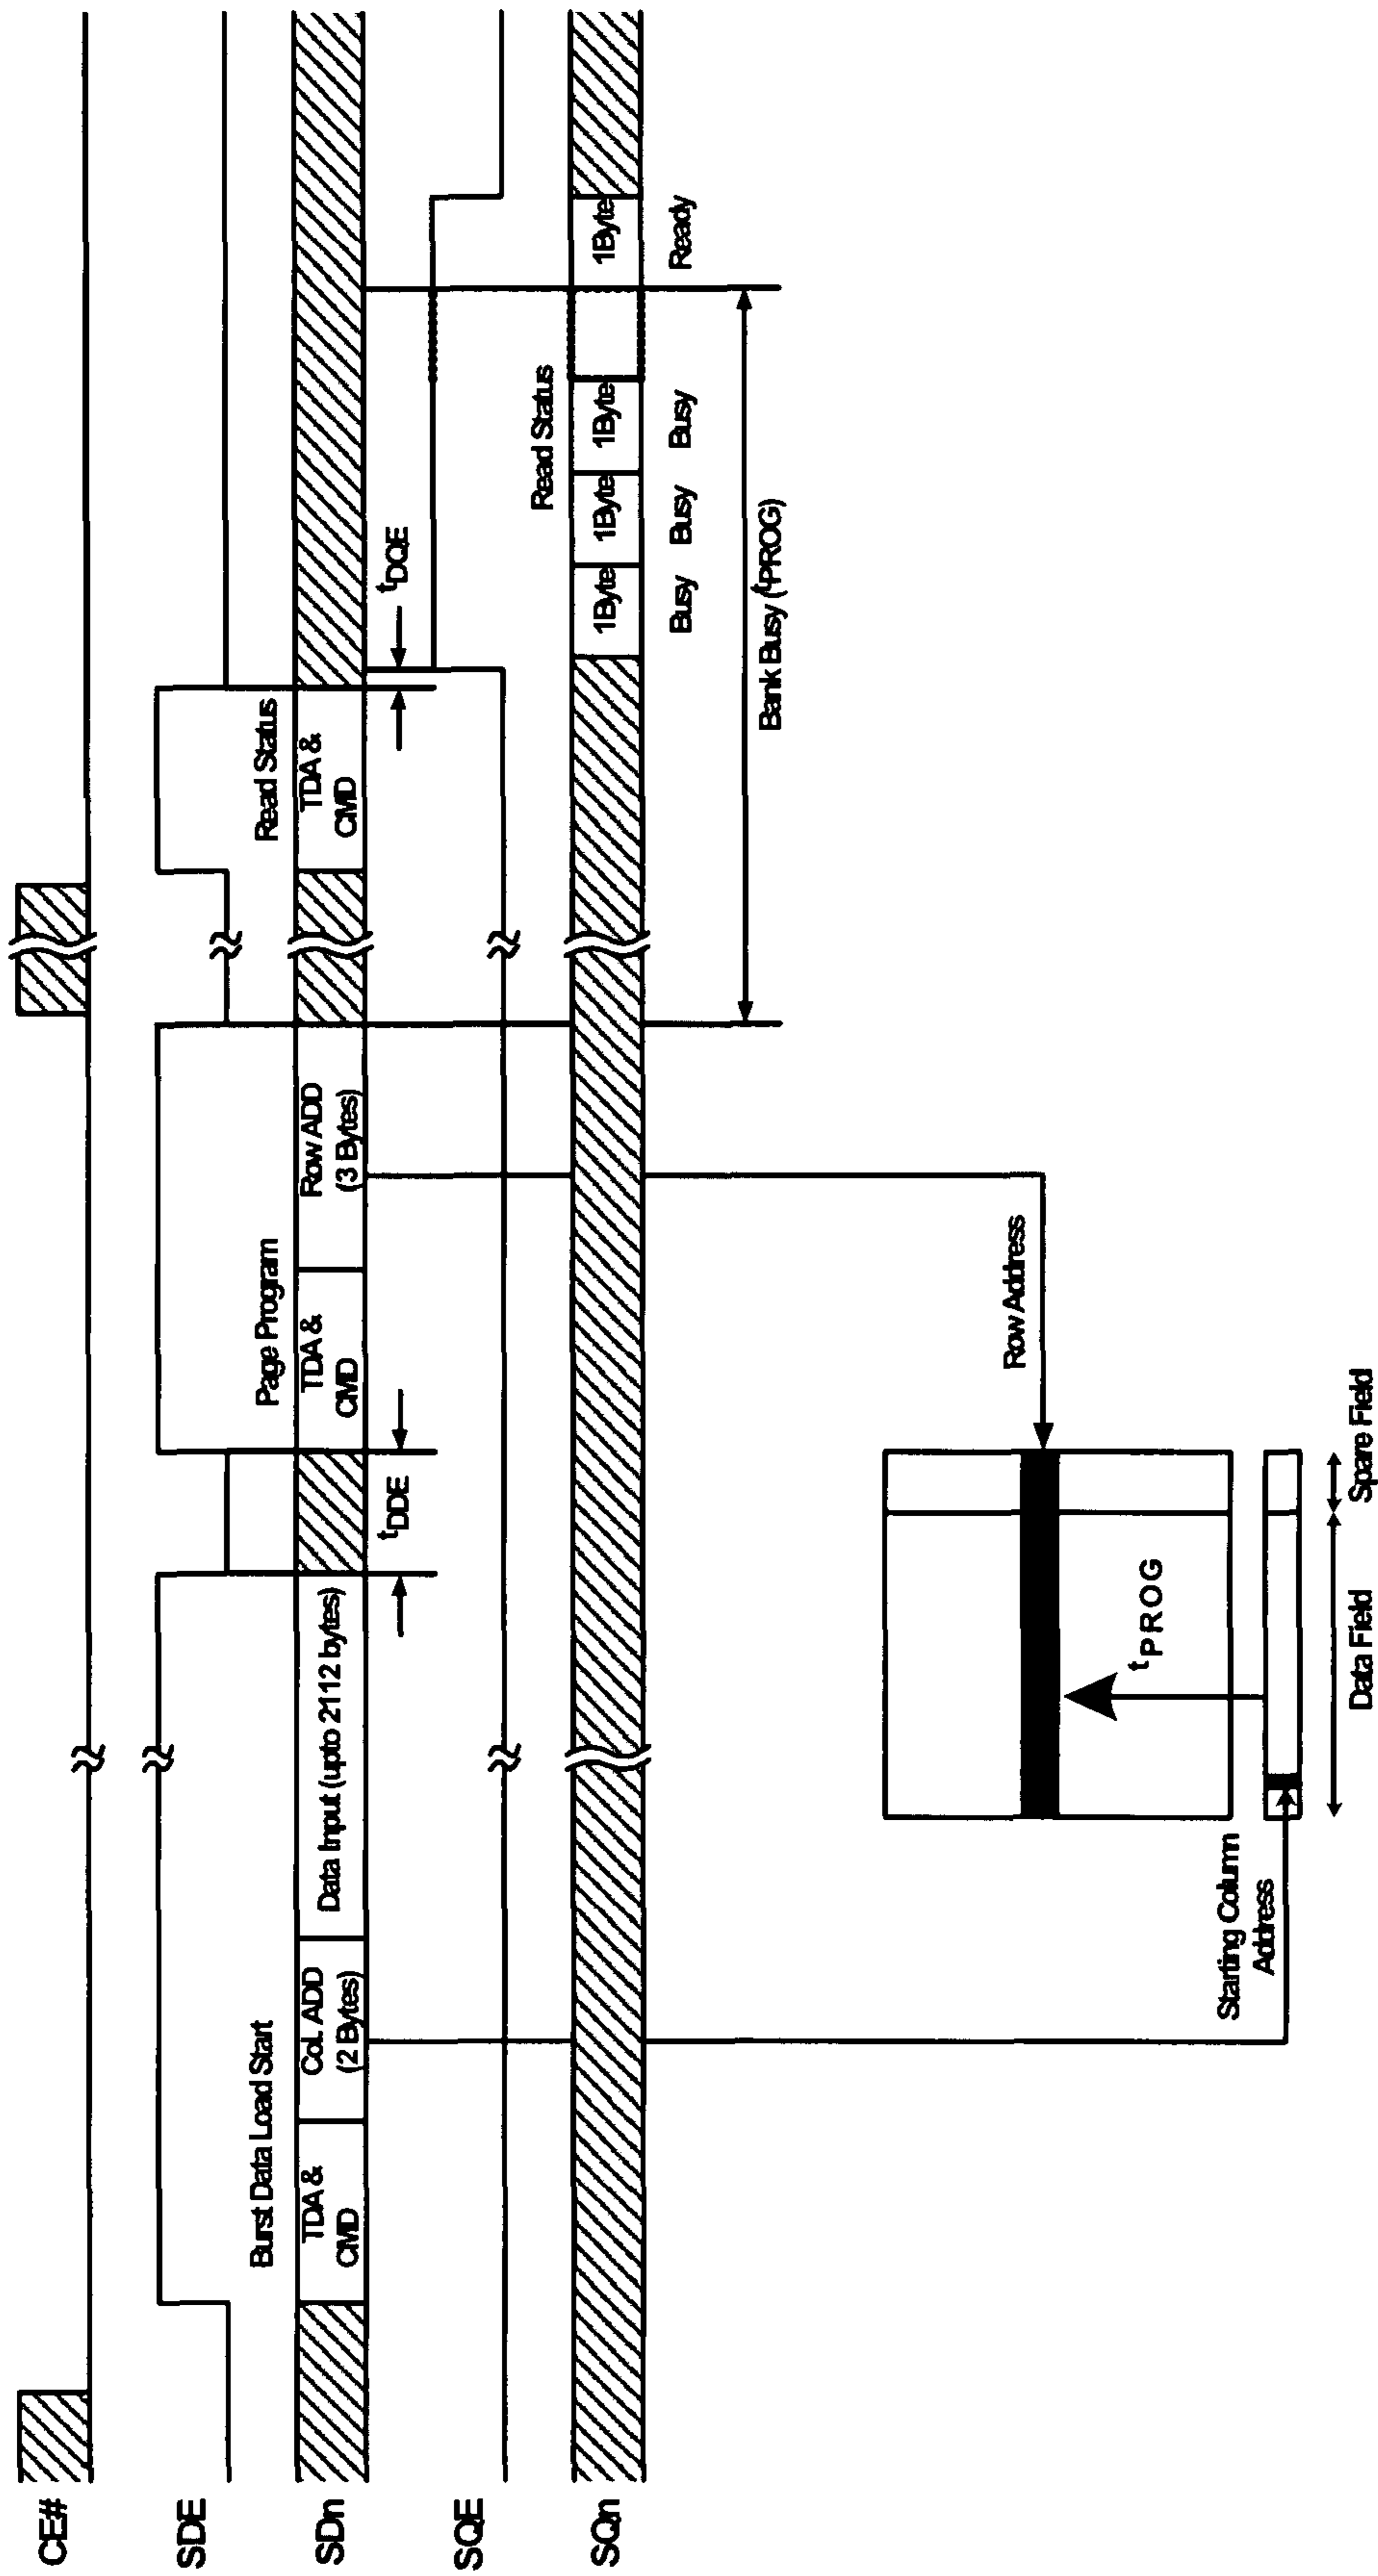 CE#
SDE
Burst Data Load Start
Page Program
Read Status
SDn
TDA &
CMD
Col. ADD
(2 Bytes)
Data Input (upto 2112 bytes)
TDA &
CMD
Row ADD
(3 Bytes)
TDA &
CMD
tDDE
tDQE
SQE
Read Status
SQn
1Byte
1Byte
1Byte
1Byte
Busy
Busy
Busy
Ready
Bank Busy (tPROG)
Row Address
tPROG
Starting Column
Address
Data Field
Spare Field